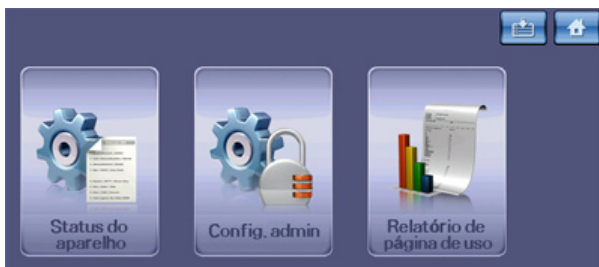 Status do
aparelho
Config. admin
Relatório de
página de uso